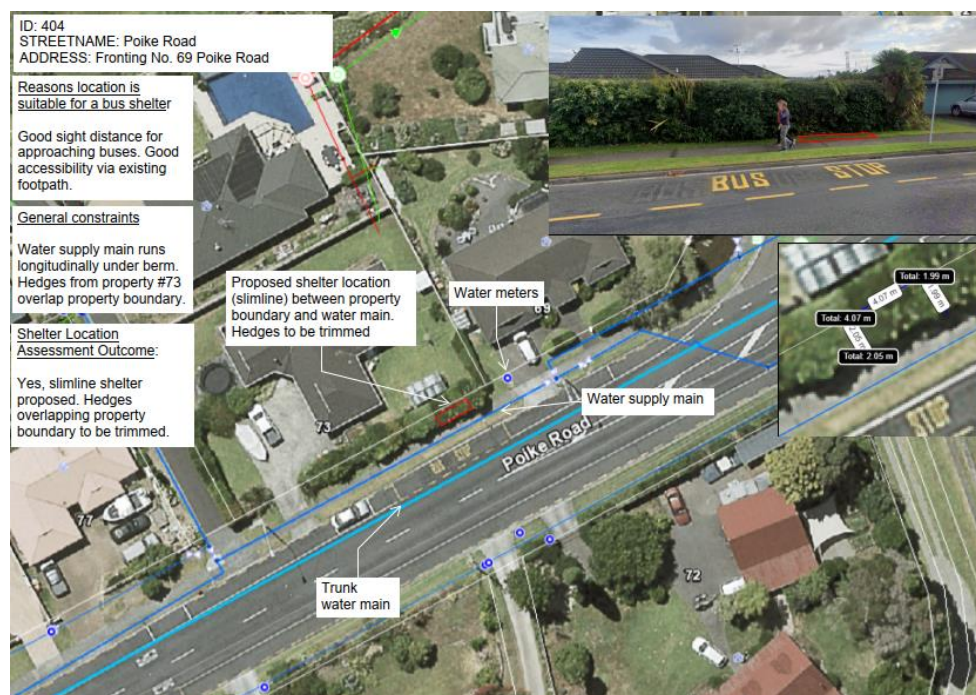 ID: 404
STREETNAME: Poike Road
ADDRESS: Fronting No. 69 Poike Road
Reasons location is
suitable for a bus shelter
Good sight distance for
approaching buses. Good
accessibility via existing
footpath.
General constraints
Water supply main runs
longitudinally under berm.
Hedges from property #73
overlap property boundary.
Shelter Location
Assessment Outcome:
Yes, slimline shelter
proposed. Hedges
overlapping property
boundary to be trimmed.
BUS STOP
Proposed shelter location
(slimline) between property
boundary and water main.
Hedges to be trimmed
Water meters
69
Total: 1.99 m
4.07 m
1.99 m
Total: 4.07 m
2.05 m
Total: 2.05 m
STOP
Water supply main
73
Poike Road
BUS STOP
77
72
Trunk
water main